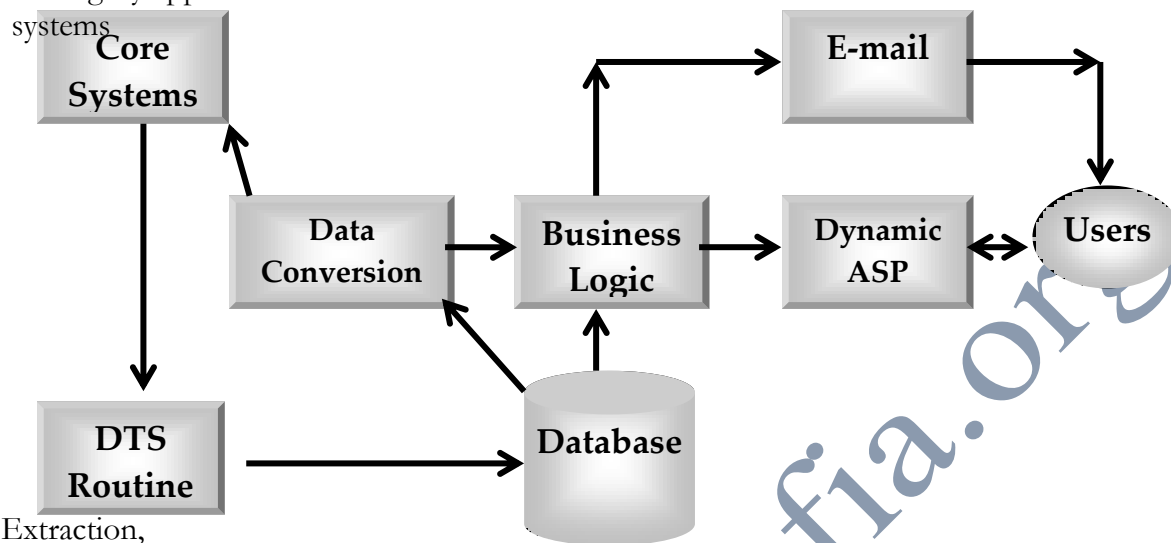 systems
Core
Systems
E-mail
Data
Conversion
Business
Logic
Dynamic
ASP
Users
DTS
Routine
Database
Extraction,
fia.org